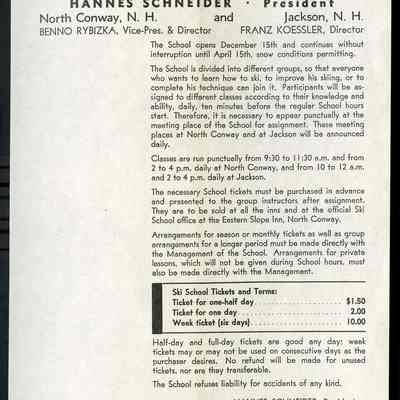 HANNES SCHNEIDER · President
North Conway, N. H. and Jackson, N. H.
BENNO RYBIZKA, Vice-Pres. & Director FRANZ KOESSLER, Director
The School opens December 15th and continues without
interruption until April 15th, snow conditions permitting.
The School is divided into different groups, so that everyone
who wants to learn how to ski, to improve his skiing, or to
complete his technique can join it. Participants will be as-
signed to different classes according to their knowledge and
ability, daily, ten minutes before the regular School hours
start. Therefore, it is necessary to appear punctually at the
meeting place of the School for assignment. These meeting
places at North Conway and at Jackson will be announced
daily.
Classes are run punctually from 9:30 to 11:30 a.m. and from
2 to 4 p.m. daily at North Conway, and from 10 to 12 a.m.
and 2 to 4 p.m. daily at Jackson.
The necessary School tickets must be purchased in advance
and presented to the group instructors after assignment.
They are to be sold at all the inns and at the official Ski
School office at the Eastern Slope Inn, North Conway.
Arrangements for season or monthly tickets as well as group
arrangements for a longer period must be made directly with
the Management of the School. Arrangements for private
lessons, which will not be given during School hours, must
also be made directly with the Management.
Ski School Tickets and Terms:
Ticket for one-half day.......................... $1.50
Ticket for one day............................... 2.00
Week ticket (six days)........................... 10.00
Half-day and full-day tickets are good any day; week
tickets may or may not be used on consecutive days as the
purchaser desires. No refund will be made for unused
tickets, nor are they transferable.
The School refuses liability for accidents of any kind.